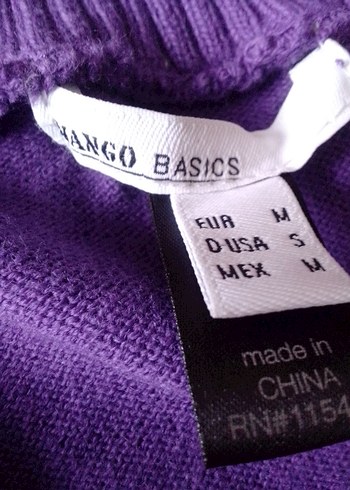 MANGO BASICS
EUR M
D-USA S
MEX M
made in
CHINA
RN#1154